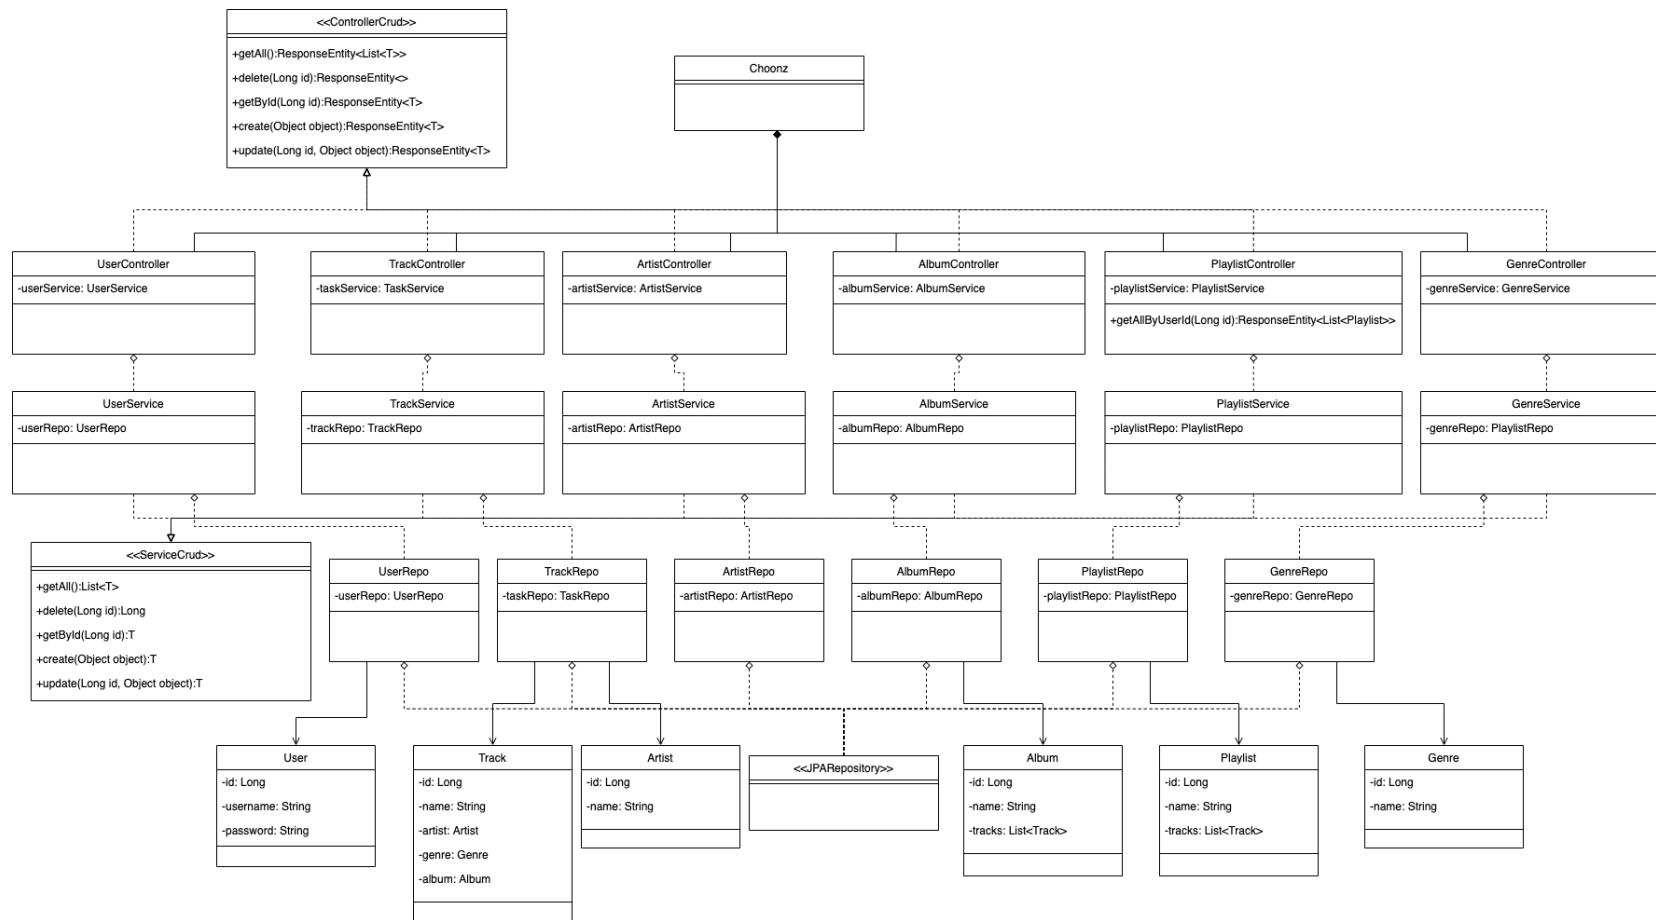 <<ControllerCrud>>
+getAll():ResponseEntity<List<T>>
+delete(Long id):ResponseEntity<>
+getById(Long id):ResponseEntity<T>
+create(Object object):ResponseEntity<T>
+update(Long id, Object object):ResponseEntity<T>
Choonz
UserController
-userService: UserService
TrackController
-taskService: TaskService
ArtistController
-artistService: ArtistService
AlbumController
-albumService: AlbumService
PlaylistController
-playlistService: PlaylistService
+getAllByUserId(Long id):ResponseEntity<List<Playlist>>
GenreController
-genreService: GenreService
UserService
-userRepo: UserRepo
TrackService
-trackRepo: TrackRepo
ArtistService
-artistRepo: ArtistRepo
AlbumService
-albumRepo: AlbumRepo
PlaylistService
-playlistRepo: PlaylistRepo
GenreService
-genreRepo: PlaylistRepo
<<ServiceCrud>>
+getAll():List<T>
+delete(Long id):Long
+getById(Long id):T
+create(Object object):T
+update(Long id, Object object):T
UserRepo
-userRepo: UserRepo
TrackRepo
-taskRepo: TaskRepo
ArtistRepo
-artistRepo: ArtistRepo
AlbumRepo
-albumRepo: AlbumRepo
PlaylistRepo
-playlistRepo: PlaylistRepo
GenreRepo
-genreRepo: GenreRepo
User
-id: Long
-username: String
-password: String
Track
-id: Long
-name: String
-artist: Artist
-genre: Genre
-album: Album
Artist
-id: Long
-name: String
<<JPARepository>>
Album
-id: Long
-name: String
-tracks: List<Track>
Playlist
-id: Long
-name: String
-tracks: List<Track>
Genre
-id: Long
-name: String